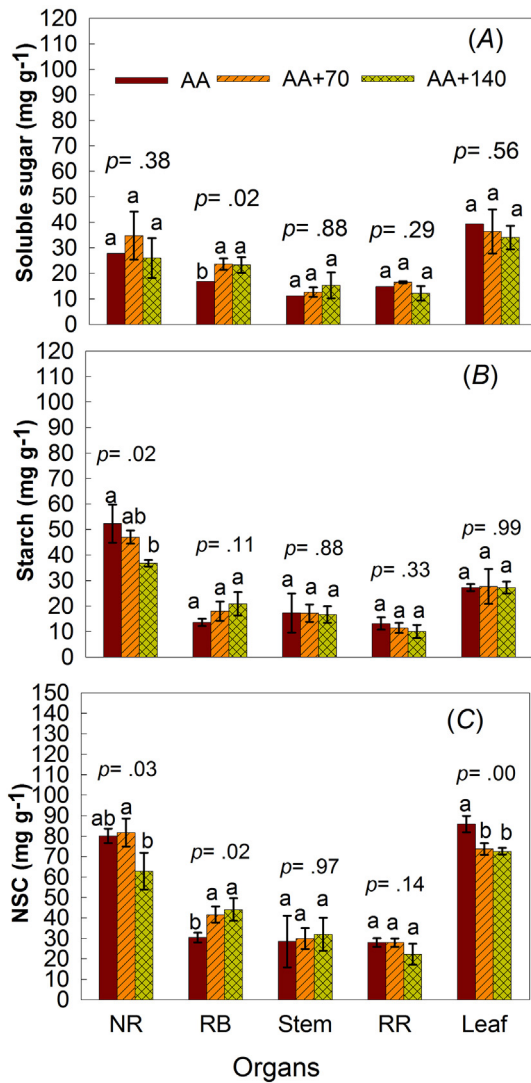 (A)
AA AA+70 AA+140
Soluble sugar (mg g-1)
120
110
100
90
80
70
60
50
40
30
20
10
0
p= .38 p= .02 p= .88 p= .29 p= .56
a a a b a a a a a a a a a a a
(B)
Starch (mg g-1)
120
110
100
90
80
70
60
50
40
30
20
10
0
p= .02 p= .11 p= .88 p= .33 p= .99
a ab b a a a a a a a a a a a a
(C)
NSC (mg g-1)
150
140
130
120
110
100
90
80
70
60
50
40
30
20
10
0
p= .03 p= .02 p= .97 p= .14 p= .00
ab a b b a a a a a a a a a b b
NR RB Stem RR Leaf
Organs